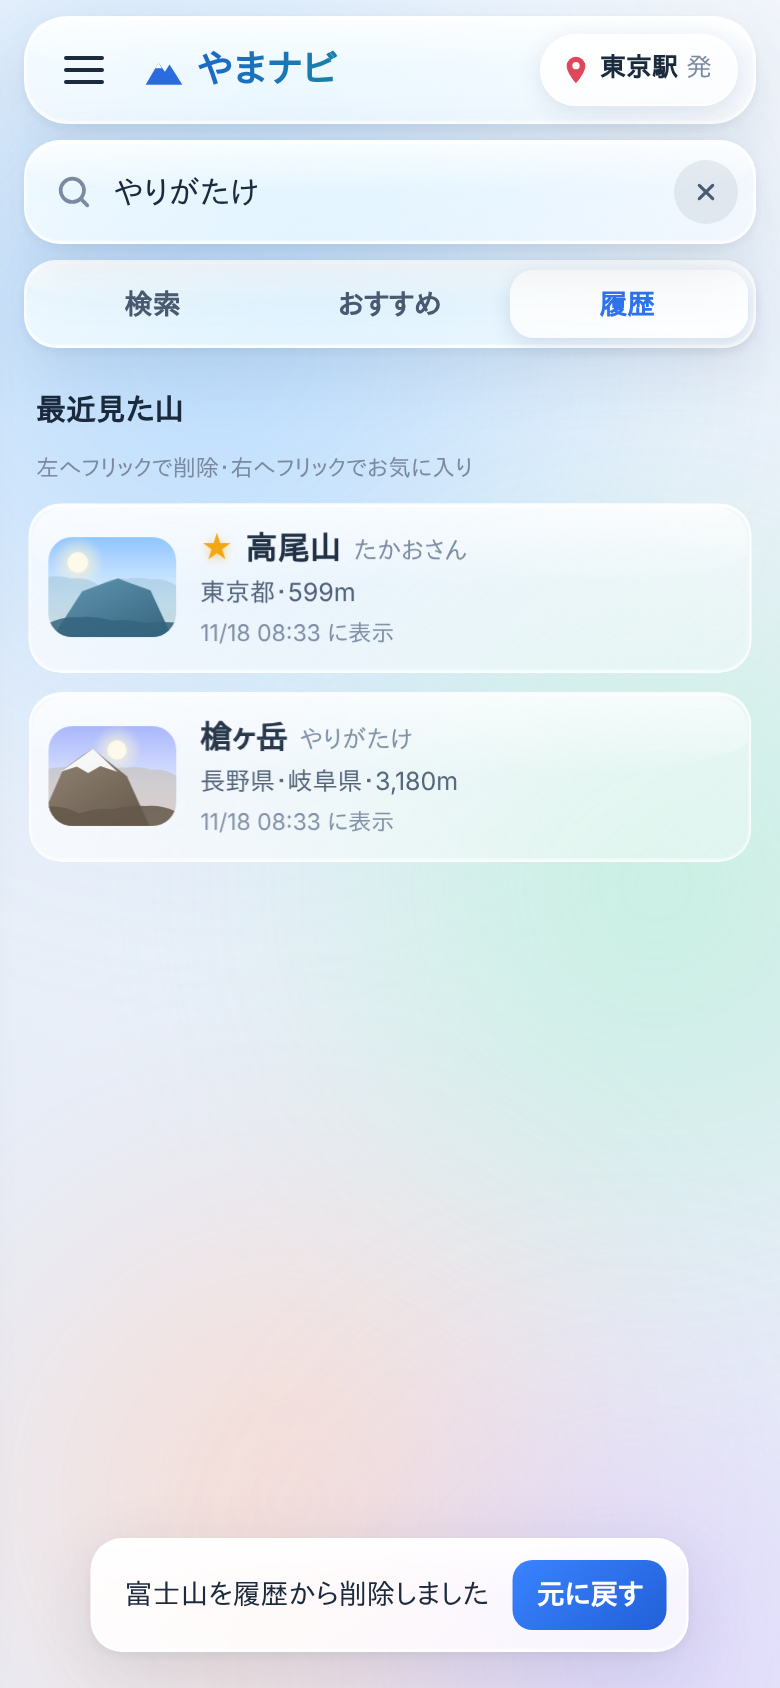 やまナビ
東京駅 発
やりがたけ
検索
おすすめ
履歴
最近見た山
左へフリックで削除·右へフリックでお気に入り
★ 高尾山 たかおさん
東京都·599m
11/18 08:33 に表示
槍ヶ岳 やりがたけ
長野県·岐阜県·3,180m
11/18 08:33 に表示
富士山を履歴から削除しました
元に戻す